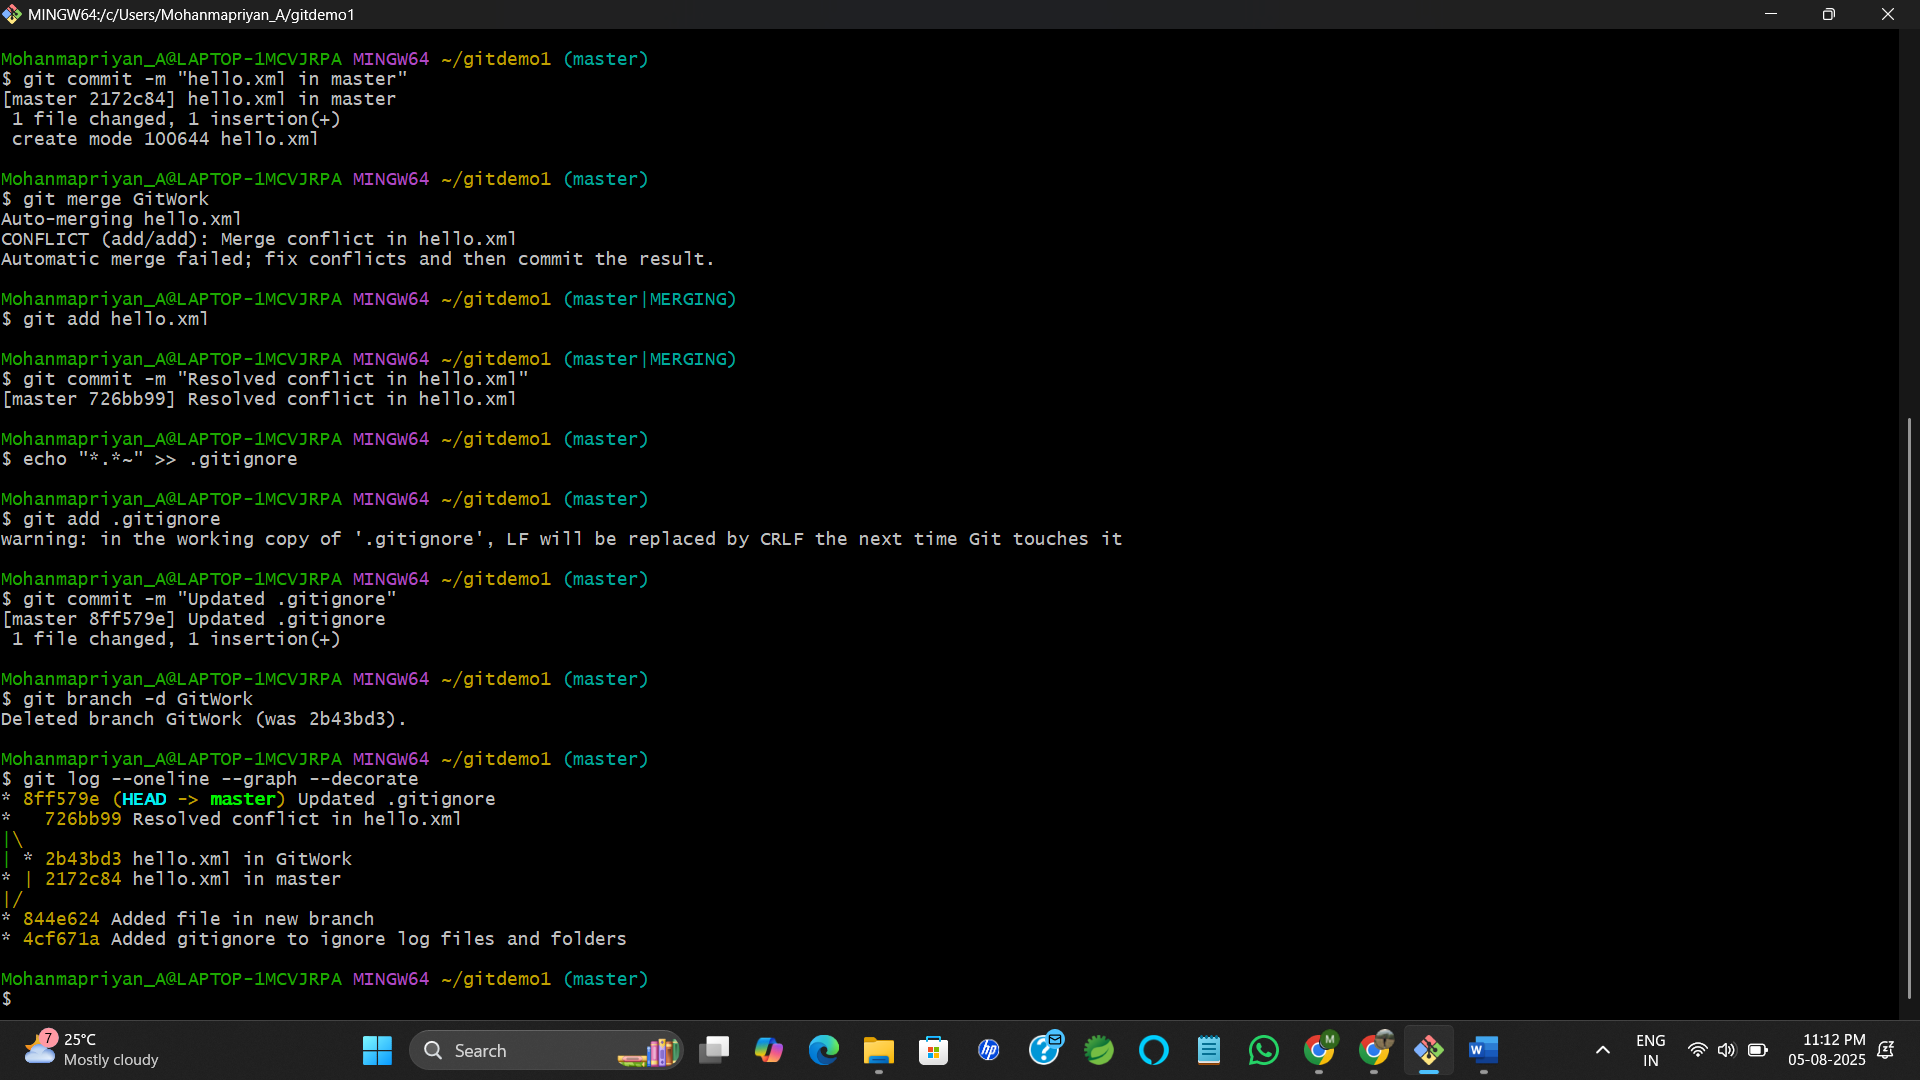 MINGW64:/c/Users/Mohanmapriyan_A/gitdemo1
Mohanmapriyan_A@LAPTOP-1MCVJRPA MINGW64 ~/gitdemo1 (master)
$ git commit -m "hello.xml in master"
[master 2172c84] hello.xml in master
 1 file changed, 1 insertion(+)
 create mode 100644 hello.xml
Mohanmapriyan_A@LAPTOP-1MCVJRPA MINGW64 ~/gitdemo1 (master)
$ git merge GitWork
Auto-merging hello.xml
CONFLICT (add/add): Merge conflict in hello.xml
Automatic merge failed; fix conflicts and then commit the result.
Mohanmapriyan_A@LAPTOP-1MCVJRPA MINGW64 ~/gitdemo1 (master|MERGING)
$ git add hello.xml
Mohanmapriyan_A@LAPTOP-1MCVJRPA MINGW64 ~/gitdemo1 (master|MERGING)
$ git commit -m "Resolved conflict in hello.xml"
[master 726bb99] Resolved conflict in hello.xml
Mohanmapriyan_A@LAPTOP-1MCVJRPA MINGW64 ~/gitdemo1 (master)
$ echo "*.*~" >> .gitignore
Mohanmapriyan_A@LAPTOP-1MCVJRPA MINGW64 ~/gitdemo1 (master)
$ git add .gitignore
warning: in the working copy of '.gitignore', LF will be replaced by CRLF the next time Git touches it
Mohanmapriyan_A@LAPTOP-1MCVJRPA MINGW64 ~/gitdemo1 (master)
$ git commit -m "Updated .gitignore"
[master 8ff579e] Updated .gitignore
 1 file changed, 1 insertion(+)
Mohanmapriyan_A@LAPTOP-1MCVJRPA MINGW64 ~/gitdemo1 (master)
$ git branch -d GitWork
Deleted branch GitWork (was 2b43bd3).
Mohanmapriyan_A@LAPTOP-1MCVJRPA MINGW64 ~/gitdemo1 (master)
$ git log --oneline --graph --decorate
* 8ff579e (HEAD -> master) Updated .gitignore
*   726bb99 Resolved conflict in hello.xml
|\
| * 2b43bd3 hello.xml in GitWork
* | 2172c84 hello.xml in master
|/
* 844e624 Added file in new branch
* 4cf671a Added gitignore to ignore log files and folders
Mohanmapriyan_A@LAPTOP-1MCVJRPA MINGW64 ~/gitdemo1 (master)
$
7
25°C
Mostly cloudy
Search
hp
M
W
ENG
IN
11:12 PM
05-08-2025